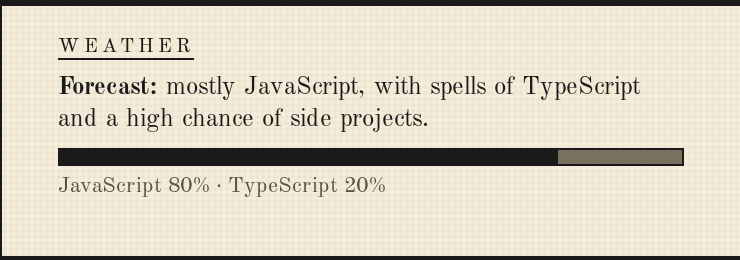 WEATHER
Forecast: mostly JavaScript, with spells of TypeScript
and a high chance of side projects.
JavaScript 80% · TypeScript 20%